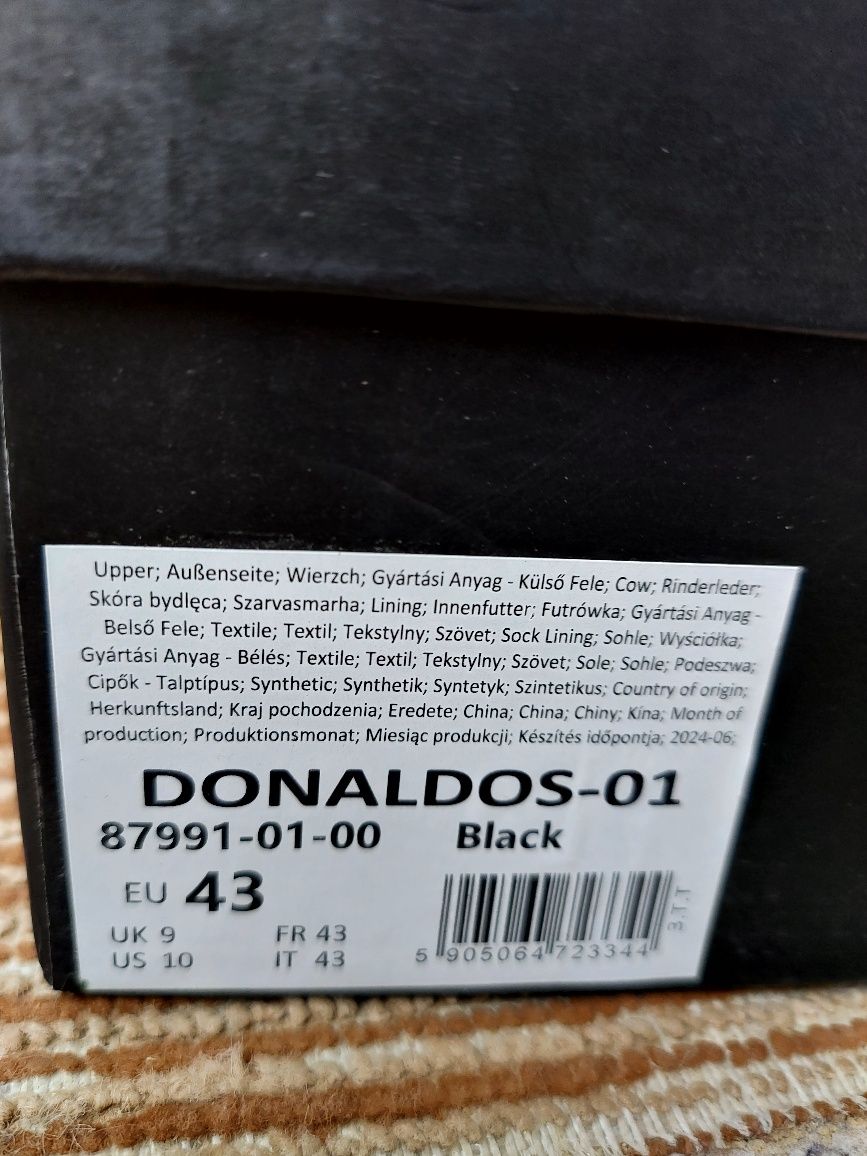 Upper; Außenseite; Wierzch; Gyártási Anyag - Külső Fele; Cow; Rinderleder;
Skóra bydlęca; Szarvasmarha; Lining; Innenfutter; Futrówka; Gyártási Anyag -
Belső Fele; Textile; Textil; Tekstylny; Szövet; Sock Lining; Sohle; Wyściółka;
Gyártási Anyag - Bélés; Textile; Textil; Tekstylny; Szövet; Sole; Sohle; Podeszwa;
Cipők - Talptípus; Synthetic; Synthetik; Syntetyk; Szintetikus; Country of origin;
Herkunftsland; Kraj pochodzenia; Eredete; China; China; Chiny; Kína; Month of
production; Produktionsmonat; Miesiąc produkcji; Készítés időpontja; 2024-06;
DONALDOS-01
87991-01-00 Black
EU 43
UK 9 FR 43
US 10 IT 43
5 905064 723344
3.T.T